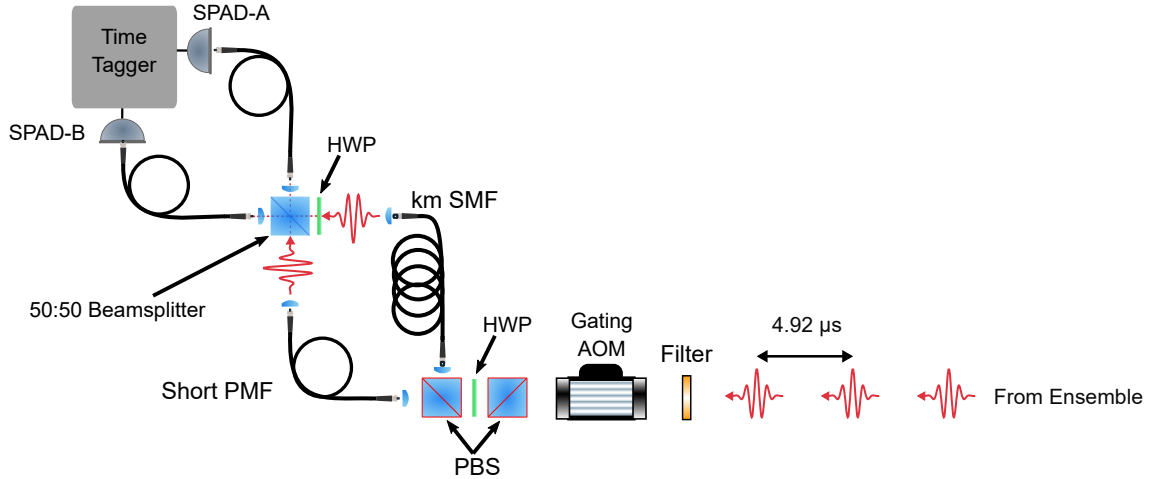 SPAD-A
Time
Tagger
SPAD-B
HWP
km SMF
50:50 Beamsplitter
HWP
Gating
AOM
4.92 μs
Filter
Short PMF
From Ensemble
PBS